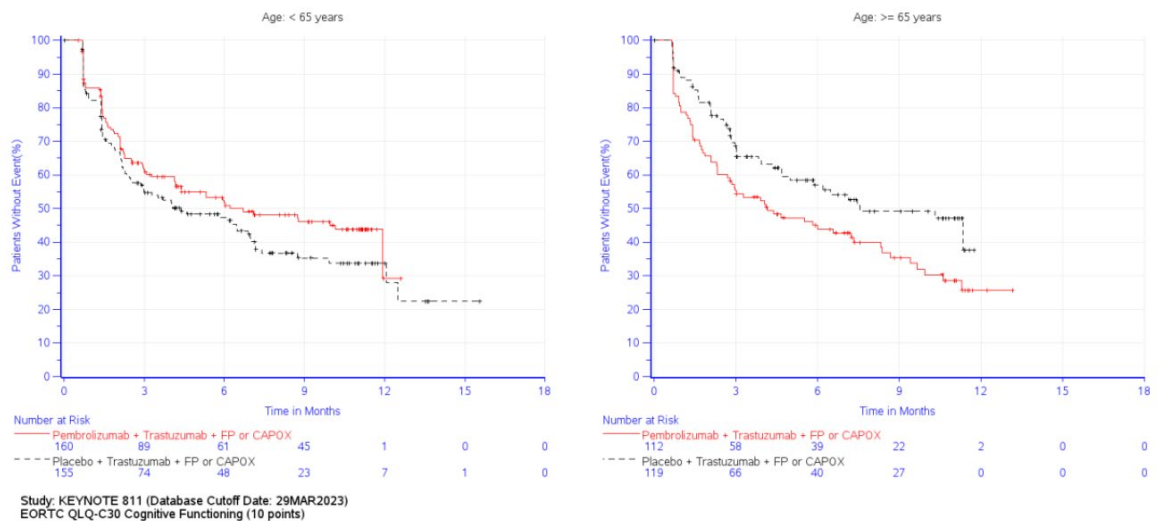 Age: < 65 years
Patients Without Event(%)
100
90
80
70
60
50
40
30
20
10
0
0 3 6 9 12 15 18
Time in Months
Number at Risk
Pembrolizumab + Trastuzumab + FP or CAPOX
160 89 61 45 1 0 0
Placebo + Trastuzumab + FP or CAPOX
155 74 48 23 7 1 0
Age: >= 65 years
Patients Without Event(%)
100
90
80
70
60
50
40
30
20
10
0
0 3 6 9 12 15 18
Time in Months
Number at Risk
Pembrolizumab + Trastuzumab + FP or CAPOX
112 58 39 22 2 0 0
Placebo + Trastuzumab + FP or CAPOX
119 66 40 27 0 0 0
Study: KEYNOTE 811 (Database Cutoff Date: 29MAR2023)
EORTC QLQ-C30 Cognitive Functioning (10 points)